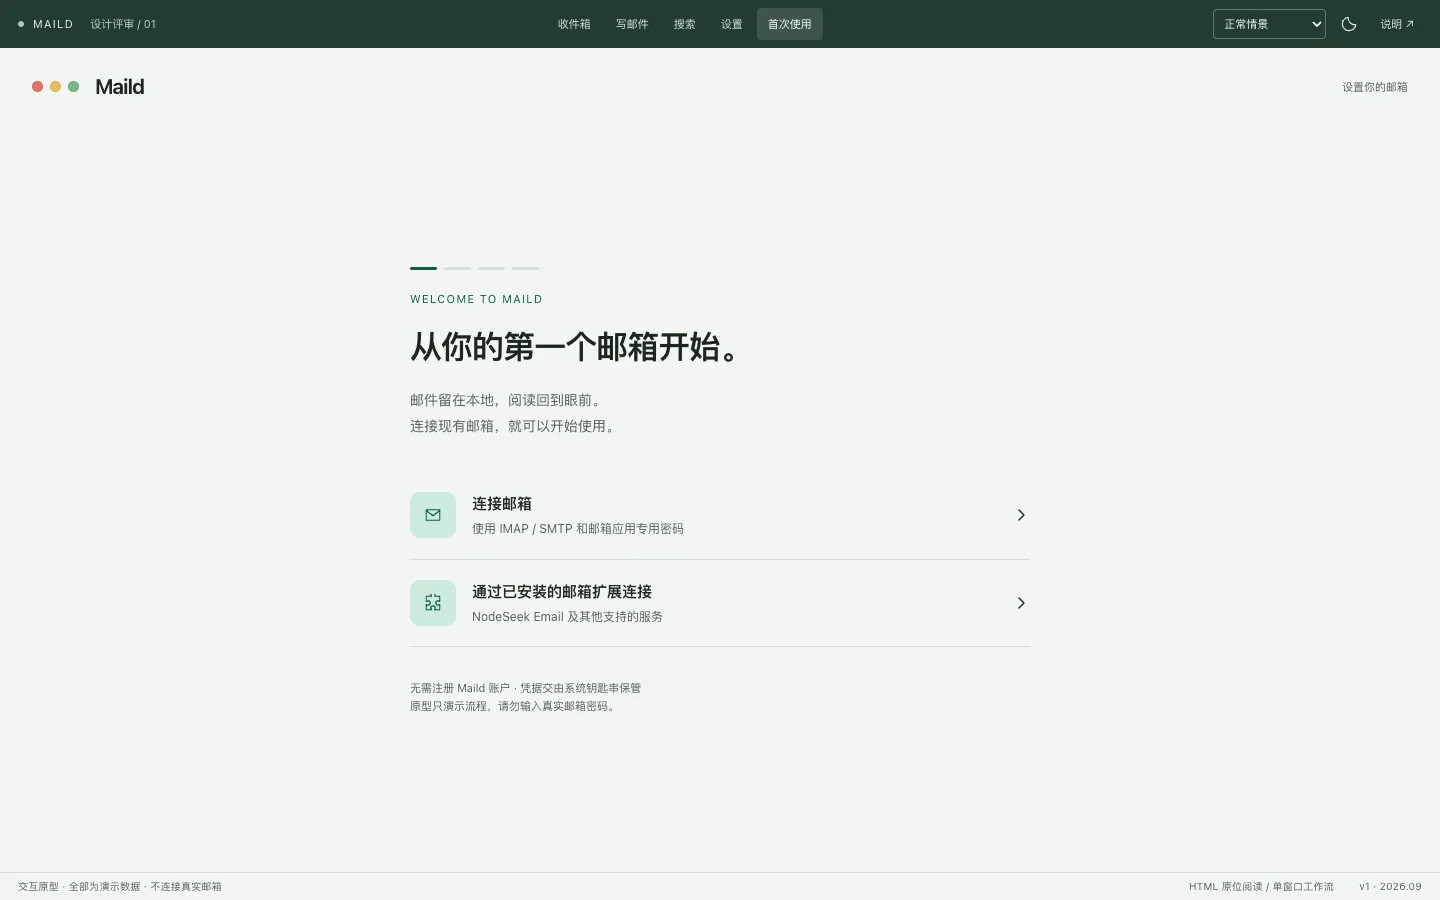 MAILD 设计评审 / 01 收件箱 写邮件 搜索 设置 首次使用 正常情景 说明 ↗
Maild 设置你的邮箱
WELCOME TO MAILD
从你的第一个邮箱开始。
邮件留在本地，阅读回到眼前。
连接现有邮箱，就可以开始使用。
连接邮箱
使用 IMAP / SMTP 和邮箱应用专用密码
通过已安装的邮箱扩展连接
NodeSeek Email 及其他支持的服务
无需注册 Maild 账户 · 凭据交由系统钥匙串保管
原型只演示流程，请勿输入真实邮箱密码。
交互原型 · 全部为演示数据 · 不连接真实邮箱 HTML 原位阅读 / 单窗口工作流 v1 · 2026.09